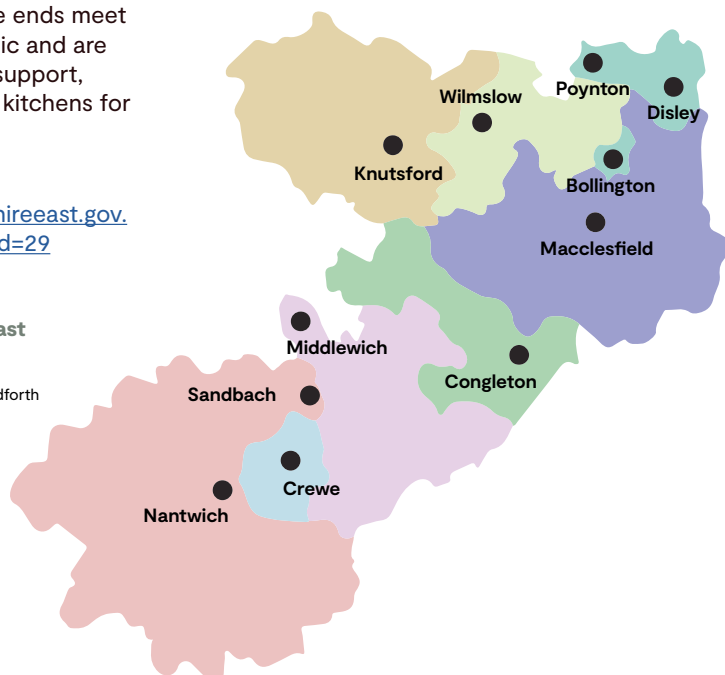 e ends meet
ic and are
support,
kitchens for
hireeast.gov.
d=29
ast
dforth
Poynton
Wilmslow
Disley
Knutsford
Bollington
Macclesfield
Middlewich
Congleton
Sandbach
Crewe
Nantwich